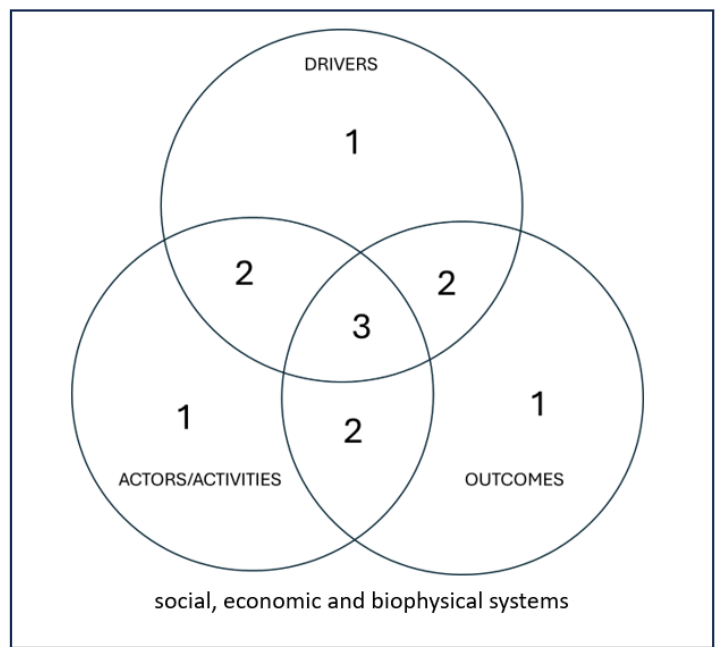 DRIVERS
1
2
2
3
1
1
2
ACTORS/ACTIVITIES
OUTCOMES
social, economic and biophysical systems